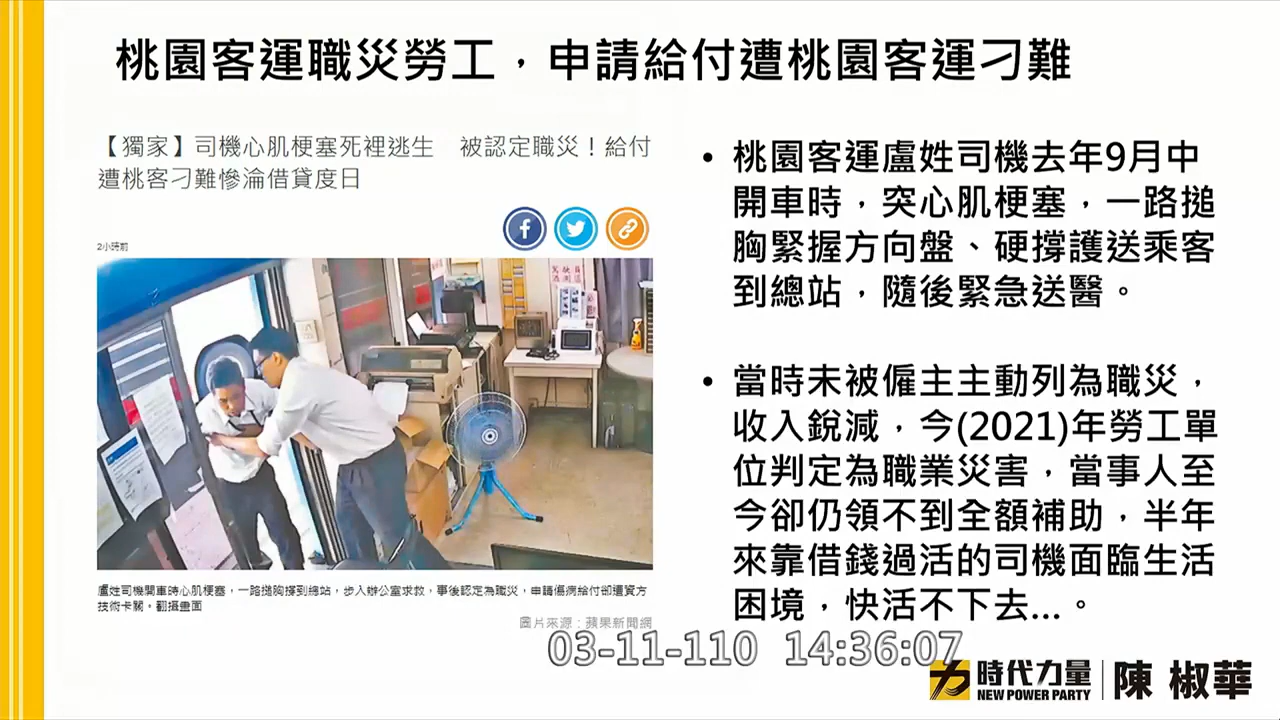 桃園客運職災勞工，申請給付遭桃園客運刁難
【獨家】司機心肌梗塞死裡逃生　被認定職災！給付
遭桃客刁難慘淪借貸度日
2小時前
盧姓司機開車時心肌梗塞，一路搥胸撐到總站，步入辦公室求救，事後認定為職災，申請傷病給付卻遭資方
技術卡關。翻攝畫面
圖片來源：蘋果新聞網
• 桃園客運盧姓司機去年9月中
開車時，突心肌梗塞，一路搥
胸緊握方向盤、硬撐護送乘客
到總站，隨後緊急送醫。
• 當時未被僱主主動列為職災，
收入銳減，今(2021)年勞工單
位判定為職業災害，當事人至
今卻仍領不到全額補助，半年
來靠借錢過活的司機面臨生活
困境，快活不下去...。
03-11-110 14:36:07
時代力量
NEW POWER PARTY
陳 椒華